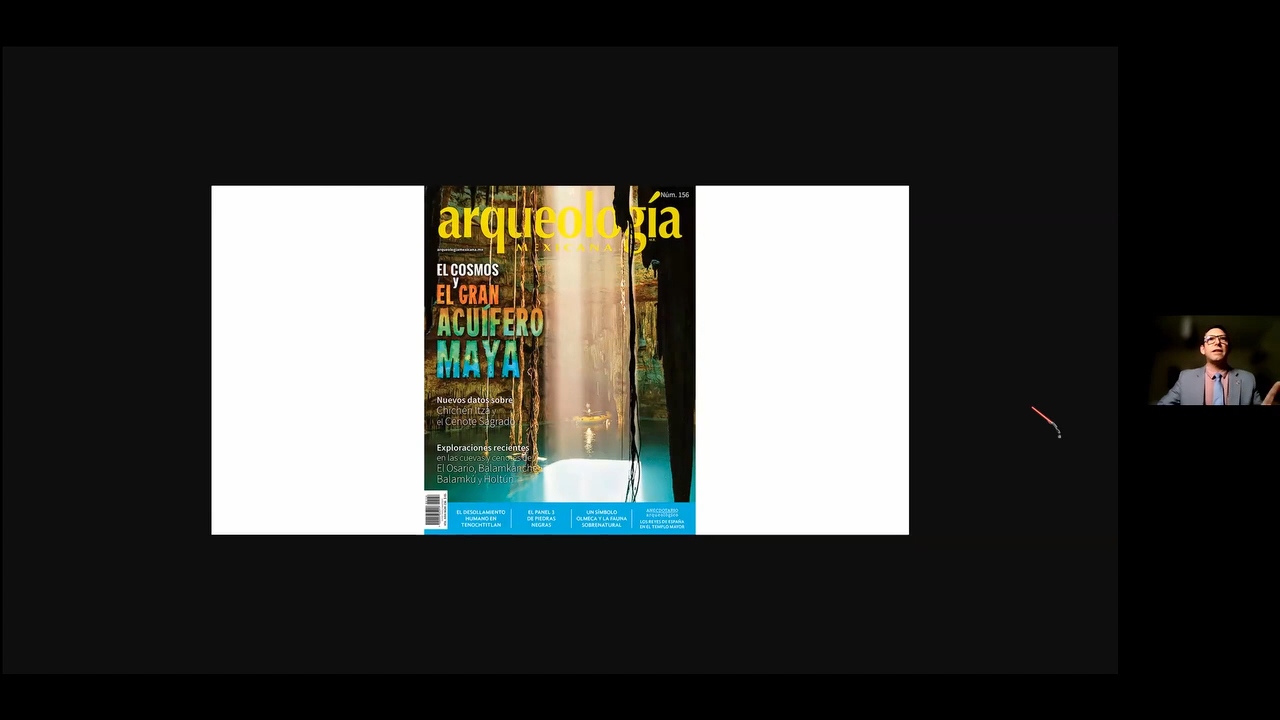 Núm. 156
arqueología
MEXICANA
arqueologiamexicana.mx
EL COSMOS
y
EL GRAN
ACUÍFERO
MAYA
Nuevos datos sobre
Chichén Itzá y
el Cenote Sagrado
Exploraciones recientes
en las cuevas y cenotes de
El Osario, Balamkanché,
Balamkú y Holtún
EL DESOLLAMIENTO
HUMANO EN
TENOCHTITLAN
EL PANEL 3
DE PIEDRAS
NEGRAS
UN SÍMBOLO
OLMECA Y LA FAUNA
SOBRENATURAL
ANECDOTARIO
arqueológico
LOS REYES DE ESPAÑA
EN EL TEMPLO MAYOR